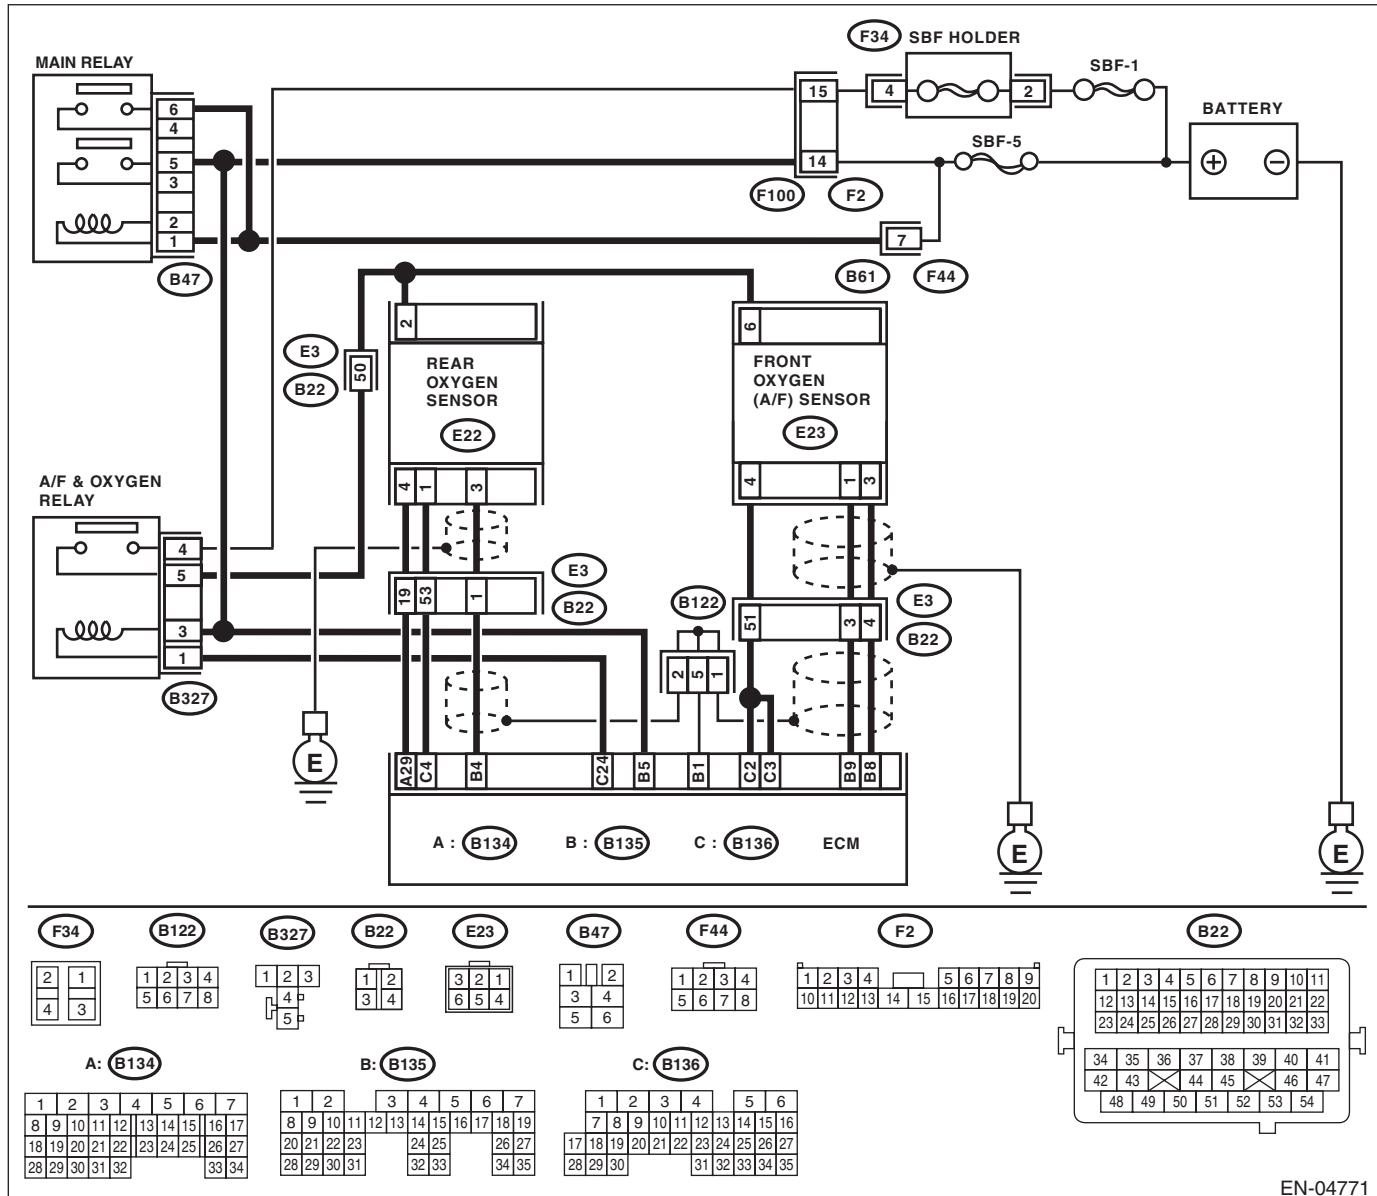 F34 SBF HOLDER
SBF-1
MAIN RELAY
15
4
2
BATTERY
6
4
SBF-5
5
3
14
+
−
F100
F2
2
1
7
B47
B61
F44
2
6
E3
B22
50
REAR
OXYGEN
SENSOR
E22
FRONT
OXYGEN
(A/F) SENSOR
E23
A/F & OXYGEN
RELAY
4
1
3
4
1
3
4
5
3
1
B327
19
53
1
E3
B22
B122
51
3
4
E3
B22
2
5
1
E
A29
C4
B4
C24
B5
B1
C2
C3
B9
B8
A : B134
B : B135
C : B136
ECM
E
E
F34
B122
B327
B22
E23
B47
F44
F2
B22
2 1
4 3
1 2 3 4
5 6 7 8
1 2 3
4
5
1 2
3 4
3 2 1
6 5 4
1 2
3 4
5 6
1 2 3 4
5 6 7 8
1 2 3 4 5 6 7 8 9
10 11 12 13 14 15 16 17 18 19 20
1 2 3 4 5 6 7 8 9 10 11
12 13 14 15 16 17 18 19 20 21 22
23 24 25 26 27 28 29 30 31 32 33
34 35 36 37 38 39 40 41
42 43 44 45 46 47
48 49 50 51 52 53 54
A: B134
1 2 3 4 5 6 7
8 9 10 11 12 13 14 15 16 17
18 19 20 21 22 23 24 25 26 27
28 29 30 31 32 33 34
B: B135
1 2 3 4 5 6 7
8 9 10 11 12 13 14 15 16 17 18 19
20 21 22 23 24 25 26 27
28 29 30 31 32 33 34 35
C: B136
1 2 3 4 5 6
7 8 9 10 11 12 13 14 15 16
17 18 19 20 21 22 23 24 25 26 27
28 29 30 31 32 33 34 35
EN-04771